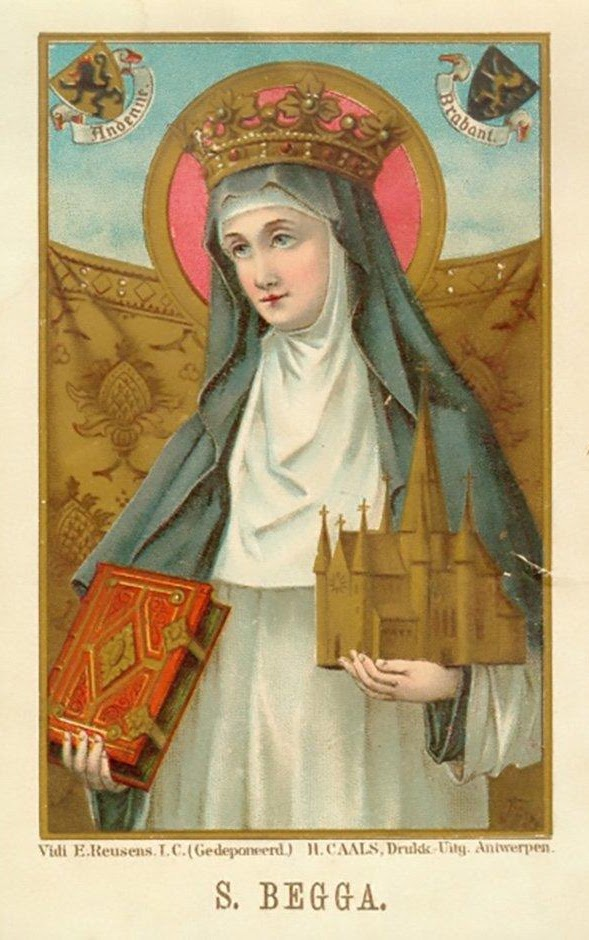 Andenne.
Brabant.
Vidi E.Reusens. I.C.(Gedeponeerd.) H. CAALS, Drukk-Uitg. Antwerpen.
S. BEGGA.